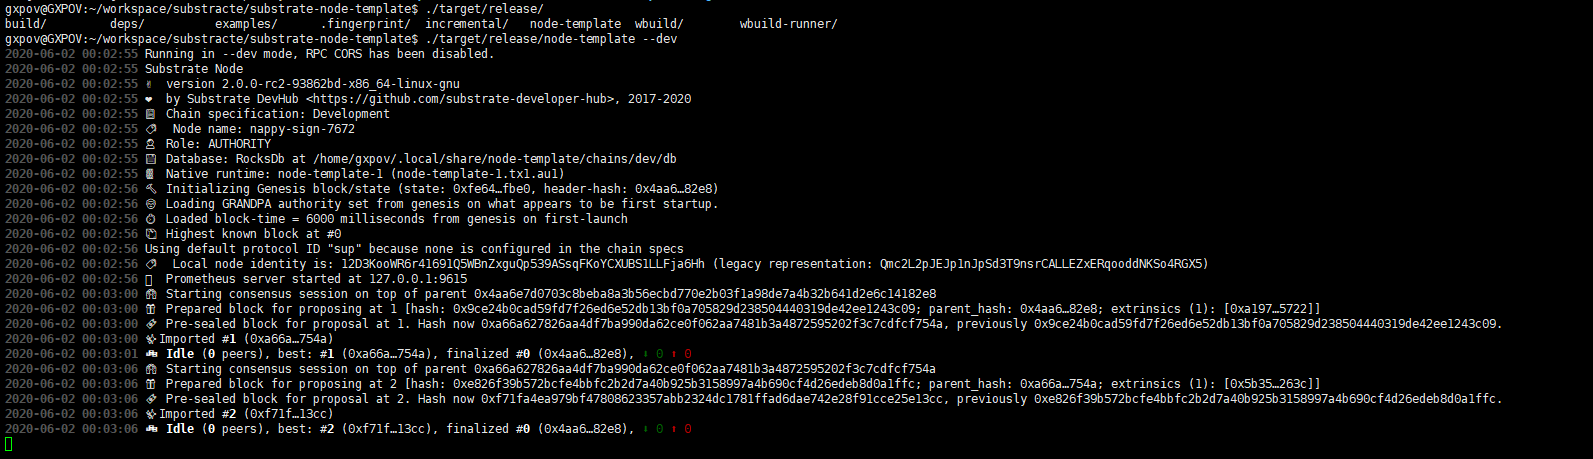 gxpov@GXPOV:~/workspace/substracte/substrate-node-template$ ./target/release/
build/ deps/ examples/ .fingerprint/ incremental/ node-template wbuild/ wbuild-runner/
gxpov@GXPOV:~/workspace/substracte/substrate-node-template$ ./target/release/node-template --dev
2020-06-02 00:02:55 Running in --dev mode, RPC CORS has been disabled.
2020-06-02 00:02:55 Substrate Node
2020-06-02 00:02:55 ✌ version 2.0.0-rc2-93862bd-x86_64-linux-gnu
2020-06-02 00:02:55 ❤ by Substrate DevHub <https://github.com/substrate-developer-hub>, 2017-2020
2020-06-02 00:02:55 📋 Chain specification: Development
2020-06-02 00:02:55 🏷 Node name: nappy-sign-7672
2020-06-02 00:02:55 👤 Role: AUTHORITY
2020-06-02 00:02:55 💾 Database: RocksDb at /home/gxpov/.local/share/node-template/chains/dev/db
2020-06-02 00:02:55 ⛓ Native runtime: node-template-1 (node-template-1.tx1.au1)
2020-06-02 00:02:56 🔨 Initializing Genesis block/state (state: 0xfe64…fbe0, header-hash: 0x4aa6…82e8)
2020-06-02 00:02:56 👴 Loading GRANDPA authority set from genesis on what appears to be first startup.
2020-06-02 00:02:56 ⏱ Loaded block-time = 6000 milliseconds from genesis on first-launch
2020-06-02 00:02:56 📦 Highest known block at #0
2020-06-02 00:02:56 Using default protocol ID "sup" because none is configured in the chain specs
2020-06-02 00:02:56 🏷 Local node identity is: 12D3KooWR6r41691Q5WBnZxguQp539ASsqFKoYCXUBS1LLFja6Hh (legacy representation: Qmc2L2pJEJp1nJpSd3T9nsrCALLEZxERqooddNKSo4RGX5)
2020-06-02 00:02:56 Prometheus server started at 127.0.0.1:9615
2020-06-02 00:03:00 🙌 Starting consensus session on top of parent 0x4aa6e7d0703c8beba8a3b56ecbd770e2b03f1a98de7a4b32b641d2e6c14182e8
2020-06-02 00:03:00 🎁 Prepared block for proposing at 1 [hash: 0x9ce24b0cad59fd7f26ed6e52db13bf0a705829d238504440319de42ee1243c09; parent_hash: 0x4aa6…82e8; extrinsics (1): [0xa197…5722]]
2020-06-02 00:03:00 🔖 Pre-sealed block for proposal at 1. Hash now 0xa66a627826aa4df7ba990da62ce0f062aa7481b3a4872595202f3c7cdfcf754a, previously 0x9ce24b0cad59fd7f26ed6e52db13bf0a705829d238504440319de42ee1243c09.
2020-06-02 00:03:00 ✨ Imported #1 (0xa66a…754a)
2020-06-02 00:03:01 💤 Idle (0 peers), best: #1 (0xa66a…754a), finalized #0 (0x4aa6…82e8), ⬇ 0 ⬆ 0
2020-06-02 00:03:06 🙌 Starting consensus session on top of parent 0xa66a627826aa4df7ba990da62ce0f062aa7481b3a4872595202f3c7cdfcf754a
2020-06-02 00:03:06 🎁 Prepared block for proposing at 2 [hash: 0xe826f39b572bcfe4bbfc2b2d7a40b925b3158997a4b690cf4d26edeb8d0a1ffc; parent_hash: 0xa66a…754a; extrinsics (1): [0x5b35…263c]]
2020-06-02 00:03:06 🔖 Pre-sealed block for proposal at 2. Hash now 0xf71fa4ea979bf47808623357abb2324dc1781ffad6dae742e28f91cce25e13cc, previously 0xe826f39b572bcfe4bbfc2b2d7a40b925b3158997a4b690cf4d26edeb8d0a1ffc.
2020-06-02 00:03:06 ✨ Imported #2 (0xf71f…13cc)
2020-06-02 00:03:06 💤 Idle (0 peers), best: #2 (0xf71f…13cc), finalized #0 (0x4aa6…82e8), ⬇ 0 ⬆ 0